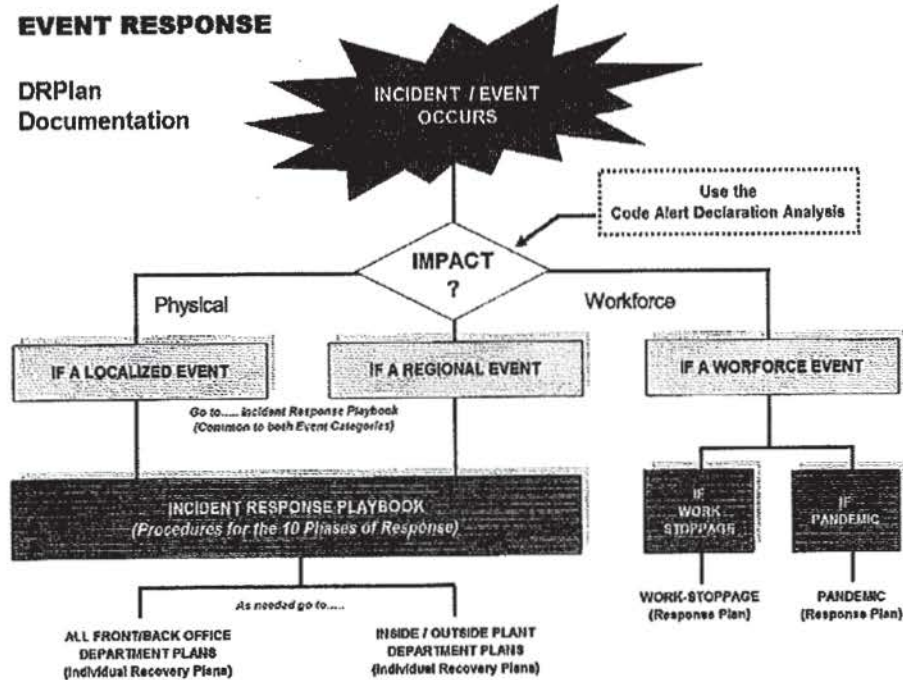 EVENT RESPONSE
DRPlan
Documentation
INCIDENT / EVENT
OCCURS
Use the
Code Alert Declaration Analysis
IMPACT
?
Physical
Workforce
IF A LOCALIZED EVENT
IF A REGIONAL EVENT
IF A WORFORCE EVENT
Go to..... Incident Response Playbook
(Common to both Event Categories)
INCIDENT RESPONSE PLAYBOOK
(Procedures for the 10 Phases of Response)
IF
WORK
STOPPAGE
IF
PANDEMIC
As needed go to.....
WORK-STOPPAGE
(Response Plan)
PANDEMIC
(Response Plan)
ALL FRONT/BACK OFFICE
DEPARTMENT PLANS
(Individual Recovery Plans)
INSIDE / OUTSIDE PLANT
DEPARTMENT PLANS
(Individual Recovery Plans)